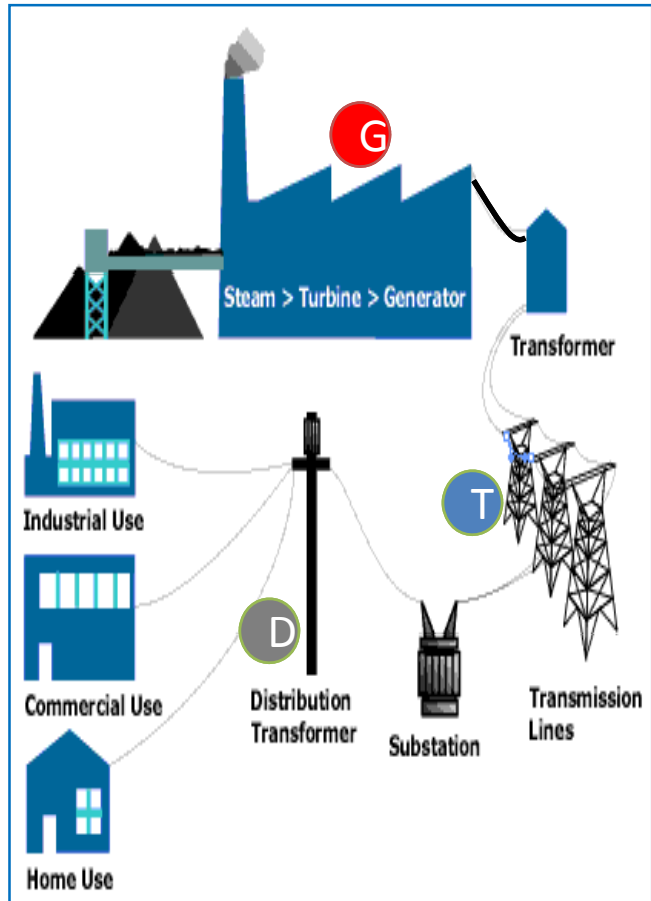 G
Steam > Turbine > Generator
Transformer
T
Industrial Use
D
Commercial Use
Distribution
Transformer
Substation
Transmission
Lines
Home Use